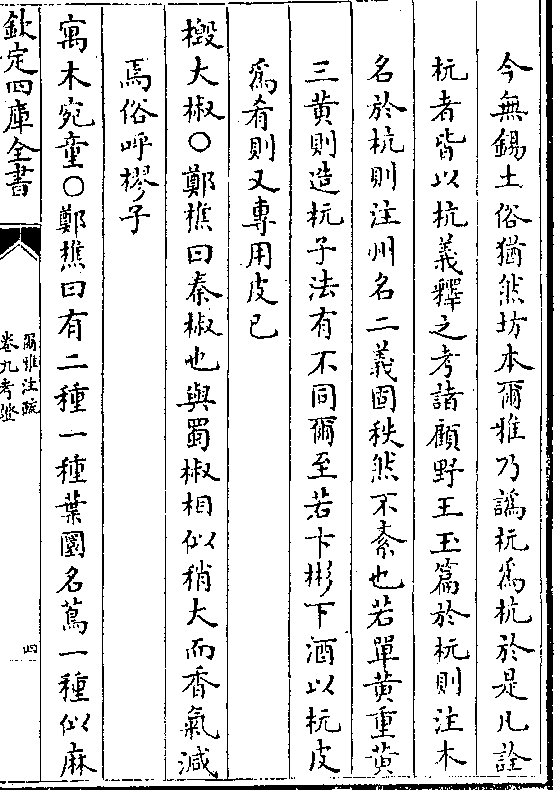 今無錫土俗猶然坊本爾雅乃譌杬爲杭於是凡詮
杬者皆以杭義釋之考諸顧野王玉篇於杬則注木
名於杭則注州名二義固秩然不紊也若單黄重黄
三黄則造杬子法有不同爾至若卞彬下酒以杬皮
爲肴則又專用皮已
檓大椒○鄭樵曰秦椒也與蜀椒相似稍大而香氣減
焉俗呼樛子
寓木宛童○鄭樵曰有二種一種葉圓名蔦一種似麻
欽定四庫全書
爾雅注疏
卷九考證
四